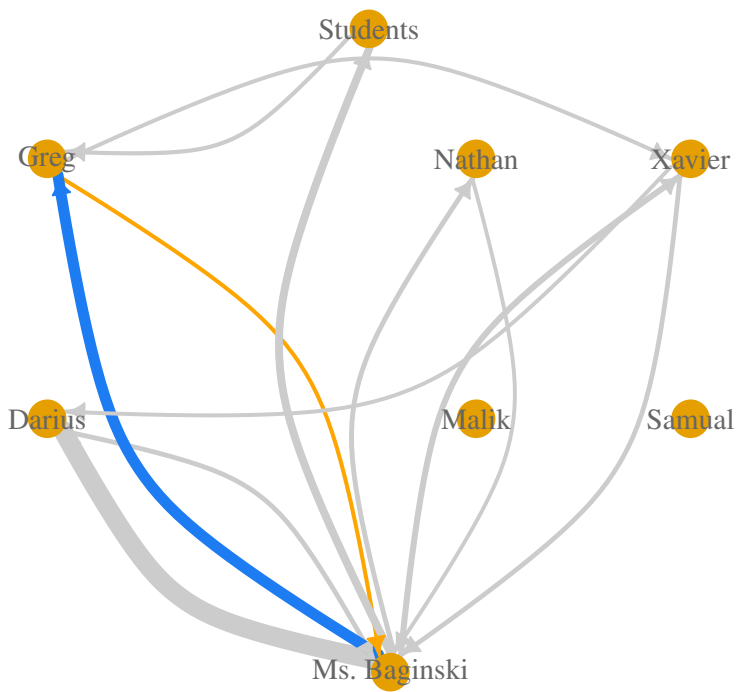 Students
Greg
Nathan
Xavier
Darius
Malik
Samual
Ms. Baginski